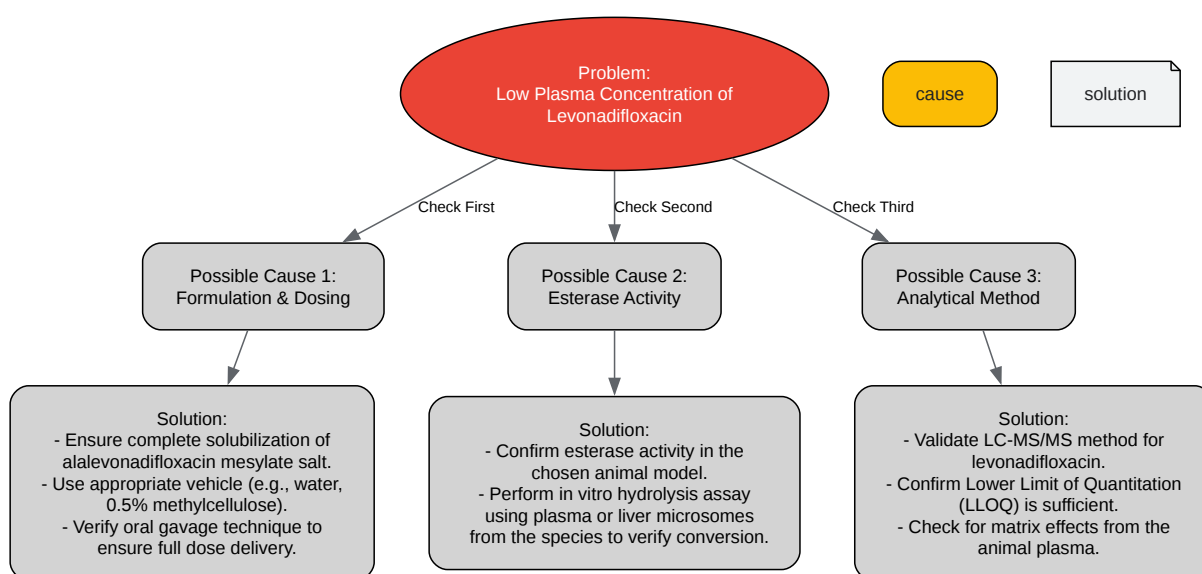 Problem:
Low Plasma Concentration of
Levonadifloxacin
cause
solution
Check First
Check Second
Check Third
Possible Cause 1:
Formulation & Dosing
Possible Cause 2:
Esterase Activity
Possible Cause 3:
Analytical Method
Solution:
- Ensure complete solubilization of
alalevonadifloxacin mesylate salt.
- Use appropriate vehicle (e.g., water,
0.5% methylcellulose).
- Verify oral gavage technique to
ensure full dose delivery.
Solution:
- Confirm esterase activity in the
chosen animal model.
- Perform in vitro hydrolysis assay
using plasma or liver microsomes
from the species to verify conversion.
Solution:
- Validate LC-MS/MS method for
levonadifloxacin.
- Confirm Lower Limit of Quantitation
(LLOQ) is sufficient.
- Check for matrix effects from the
animal plasma.